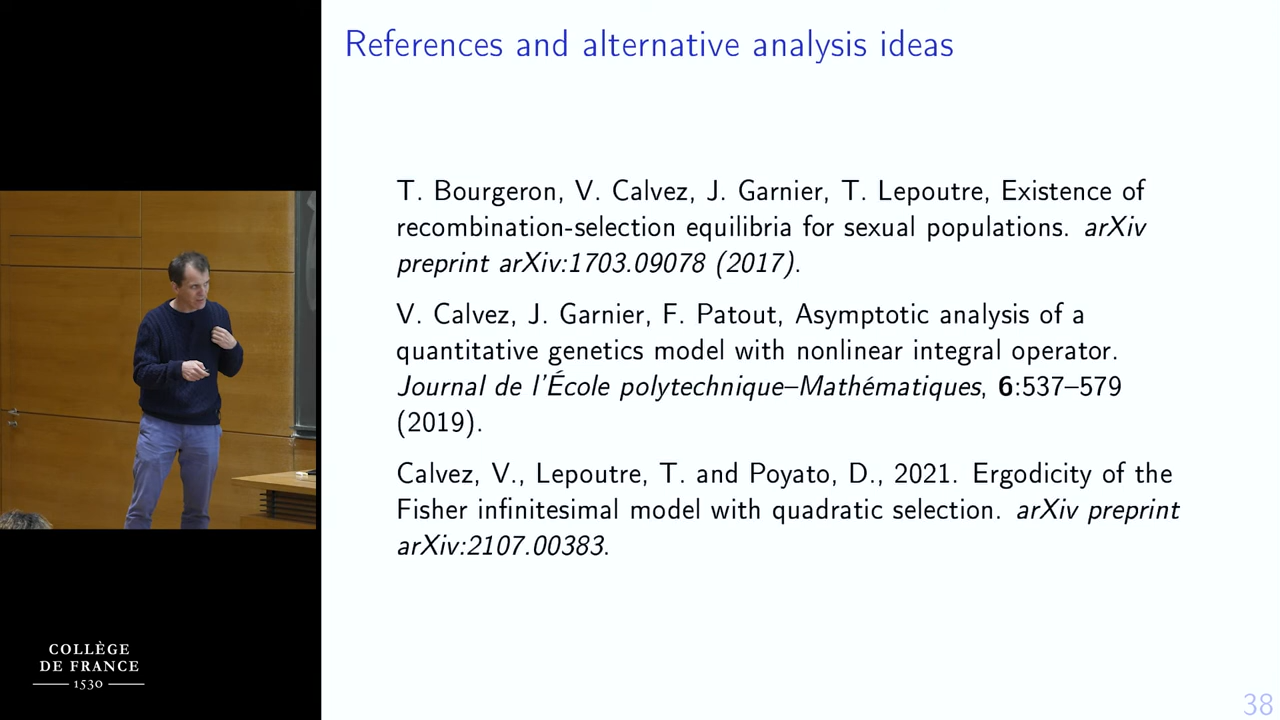 References and alternative analysis ideas
T. Bourgeron, V. Calvez, J. Garnier, T. Lepoutre, Existence of
recombination-selection equilibria for sexual populations. arXiv
preprint arXiv:1703.09078 (2017).
V. Calvez, J. Garnier, F. Patout, Asymptotic analysis of a
quantitative genetics model with nonlinear integral operator.
Journal de l'École polytechnique–Mathématiques, 6:537–579
(2019).
Calvez, V., Lepoutre, T. and Poyato, D., 2021. Ergodicity of the
Fisher infinitesimal model with quadratic selection. arXiv preprint
arXiv:2107.00383.
COLLÈGE
DE FRANCE
1530
38